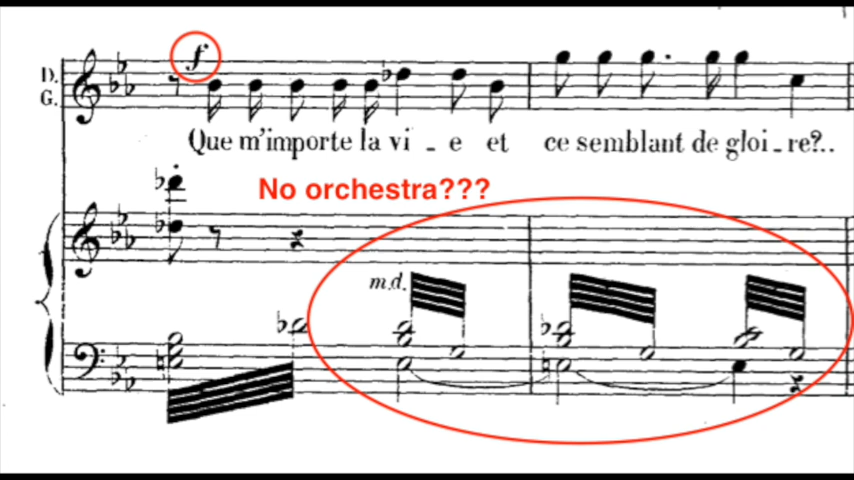 f
D.
G.
Que m'importe la vi - e et ce semblant de gloi - re?..
No orchestra???
m.d.